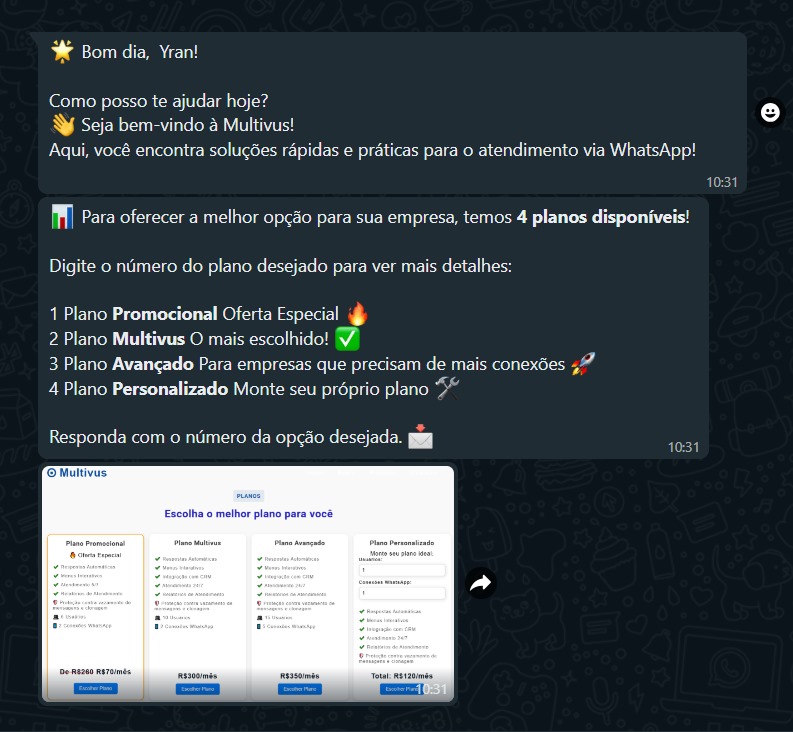 🌟 Bom dia, Yran!
Como posso te ajudar hoje?
👋 Seja bem-vindo à Multivus!
Aqui, você encontra soluções rápidas e práticas para o atendimento via WhatsApp!
10:31
📊 Para oferecer a melhor opção para sua empresa, temos 4 planos disponíveis!
Digite o número do plano desejado para ver mais detalhes:
1 Plano Promocional Oferta Especial 🔥
2 Plano Multivus O mais escolhido! ✅
3 Plano Avançado Para empresas que precisam de mais conexões 🚀
4 Plano Personalizado Monte seu próprio plano 🛠
Responda com o número da opção desejada. 📩
10:31
Multivus
PLANOS
Escolha o melhor plano para você
Plano Promocional
🔥 Oferta Especial
✔ Respostas Automáticas
✔ Menus Interativos
✔ Atendimento
✔ Relatórios de Atendimento
Proteção contra vazamento de
mensagens e clonagem
Usuários
2 Conexões WhatsApp
De R$260 R$70/mês
Escolher Plano
Plano Multivus
✔ Respostas Automáticas
✔ Menus Interativos
✔ Integração com CRM
✔ Atendimento 24/7
✔ Relatórios de Atendimento
Proteção contra vazamento de
mensagens e clonagem
10 Usuários
2 Conexões WhatsApp
R$300/mês
Escolher Plano
Plano Avançado
✔ Respostas Automáticas
✔ Menus Interativos
✔ Integração com CRM
✔ Atendimento 24/7
✔ Relatórios de Atendimento
Proteção contra vazamento de
mensagens e clonagem
15 Usuários
Conexões WhatsApp
R$350/mês
Escolher Plano
Plano Personalizado
Monte seu plano ideal:
Usuários:
1
Conexões WhatsApp:
1
✔ Respostas Automáticas
✔ Menus Interativos
✔ Integração com CRM
✔ Atendimento 24/7
✔ Relatórios de Atendimento
Proteção contra vazamento de
mensagens e clonagem
Total: R$120/mês
Escolher Plano
10:31